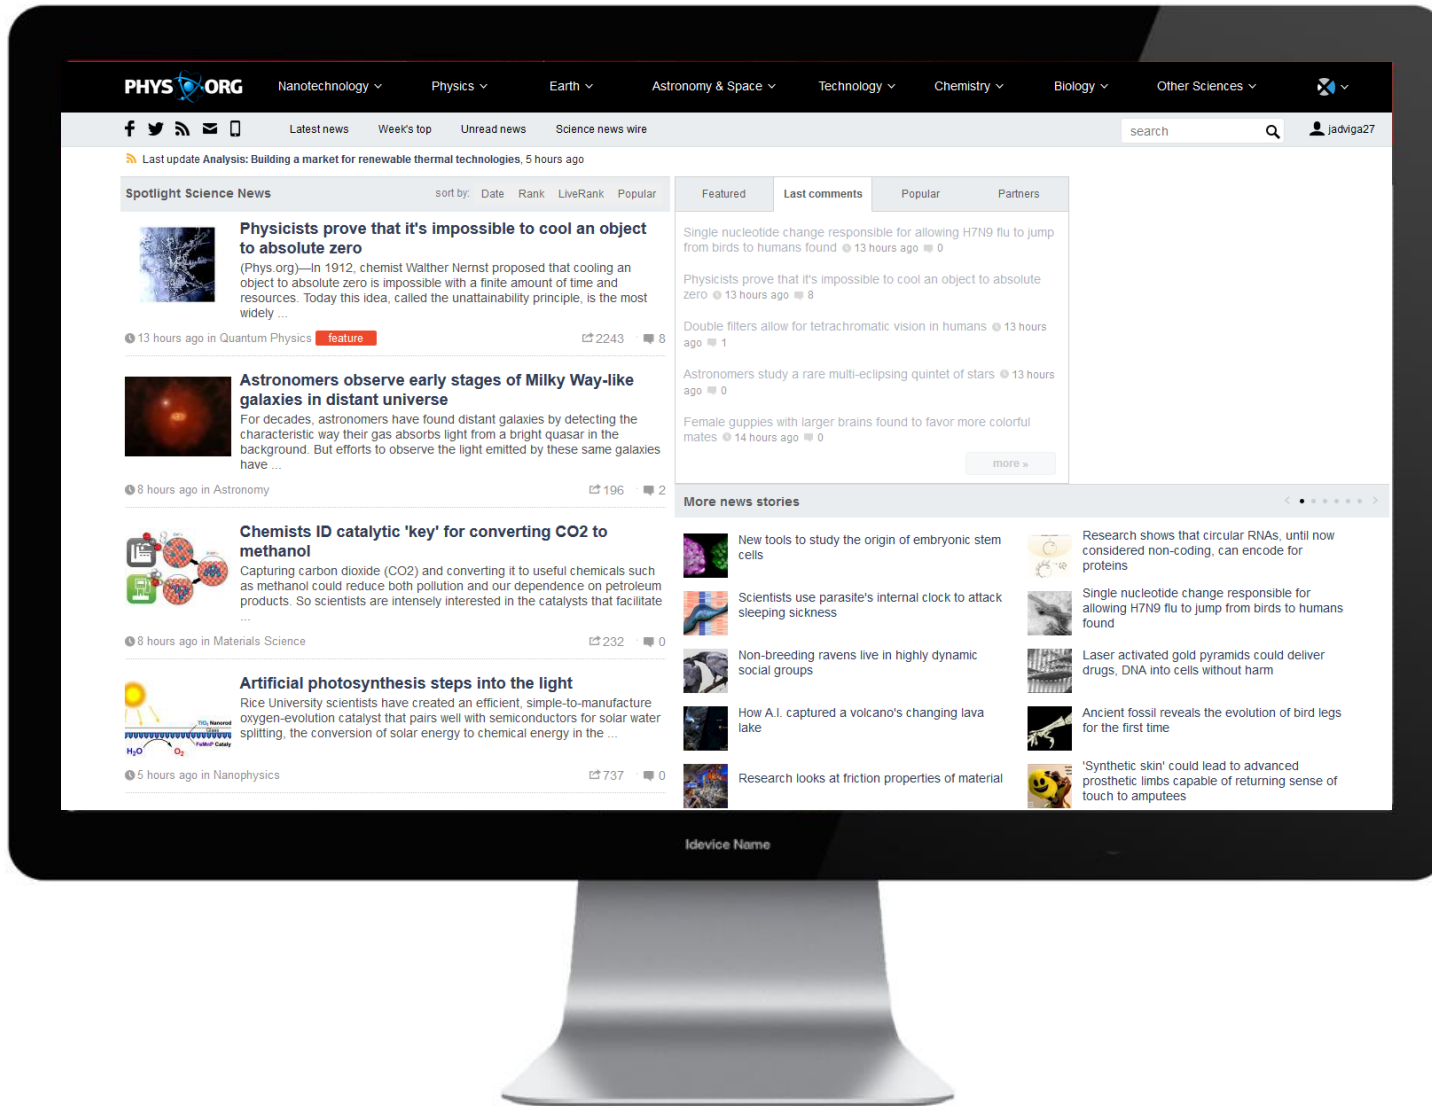 PHYS ORG
Nanotechnology
Physics
Earth
Astronomy & Space
Technology
Chemistry
Biology
Other Sciences
Latest news
Week's top
Unread news
Science news wire
search
jadviga27
Last update Analysis: Building a market for renewable thermal technologies, 5 hours ago
Spotlight Science News
sort by: Date Rank LiveRank Popular
Physicists prove that it's impossible to cool an object
to absolute zero
(Phys.org)—In 1912, chemist Walther Nernst proposed that cooling an
object to absolute zero is impossible with a finite amount of time and
resources. Today this idea, called the unattainability principle, is the most
widely ...
13 hours ago in Quantum Physics feature 2243 8
Astronomers observe early stages of Milky Way-like
galaxies in distant universe
For decades, astronomers have found distant galaxies by detecting the
characteristic way their gas absorbs light from a bright quasar in the
background. But efforts to observe the light emitted by these same galaxies
have ...
8 hours ago in Astronomy 196 2
Chemists ID catalytic 'key' for converting CO2 to
methanol
Capturing carbon dioxide (CO2) and converting it to useful chemicals such
as methanol could reduce both pollution and our dependence on petroleum
products. So scientists are intensely interested in the catalysts that facilitate
...
8 hours ago in Materials Science 232 0
Artificial photosynthesis steps into the light
Rice University scientists have created an efficient, simple-to-manufacture
oxygen-evolution catalyst that pairs well with semiconductors for solar water
splitting, the conversion of solar energy to chemical energy in the ...
TiO₂ Nanorod
H₂O O₂
5 hours ago in Nanophysics 737 0
Featured
Last comments
Popular
Partners
Single nucleotide change responsible for allowing H7N9 flu to jump
from birds to humans found 13 hours ago 0
Physicists prove that it's impossible to cool an object to absolute
zero 13 hours ago 8
Double filters allow for tetrachromatic vision in humans 13 hours
ago 1
Astronomers study a rare multi-eclipsing quintet of stars 13 hours
ago 0
Female guppies with larger brains found to favor more colorful
mates 14 hours ago 0
more »
More news stories
New tools to study the origin of embryonic stem
cells
Scientists use parasite's internal clock to attack
sleeping sickness
Non-breeding ravens live in highly dynamic
social groups
How A.I. captured a volcano's changing lava
lake
Research looks at friction properties of material
Research shows that circular RNAs, until now
considered non-coding, can encode for
proteins
Single nucleotide change responsible for
allowing H7N9 flu to jump from birds to humans
found
Laser activated gold pyramids could deliver
drugs, DNA into cells without harm
Ancient fossil reveals the evolution of bird legs
for the first time
'Synthetic skin' could lead to advanced
prosthetic limbs capable of returning sense of
touch to amputees
Idevice Name